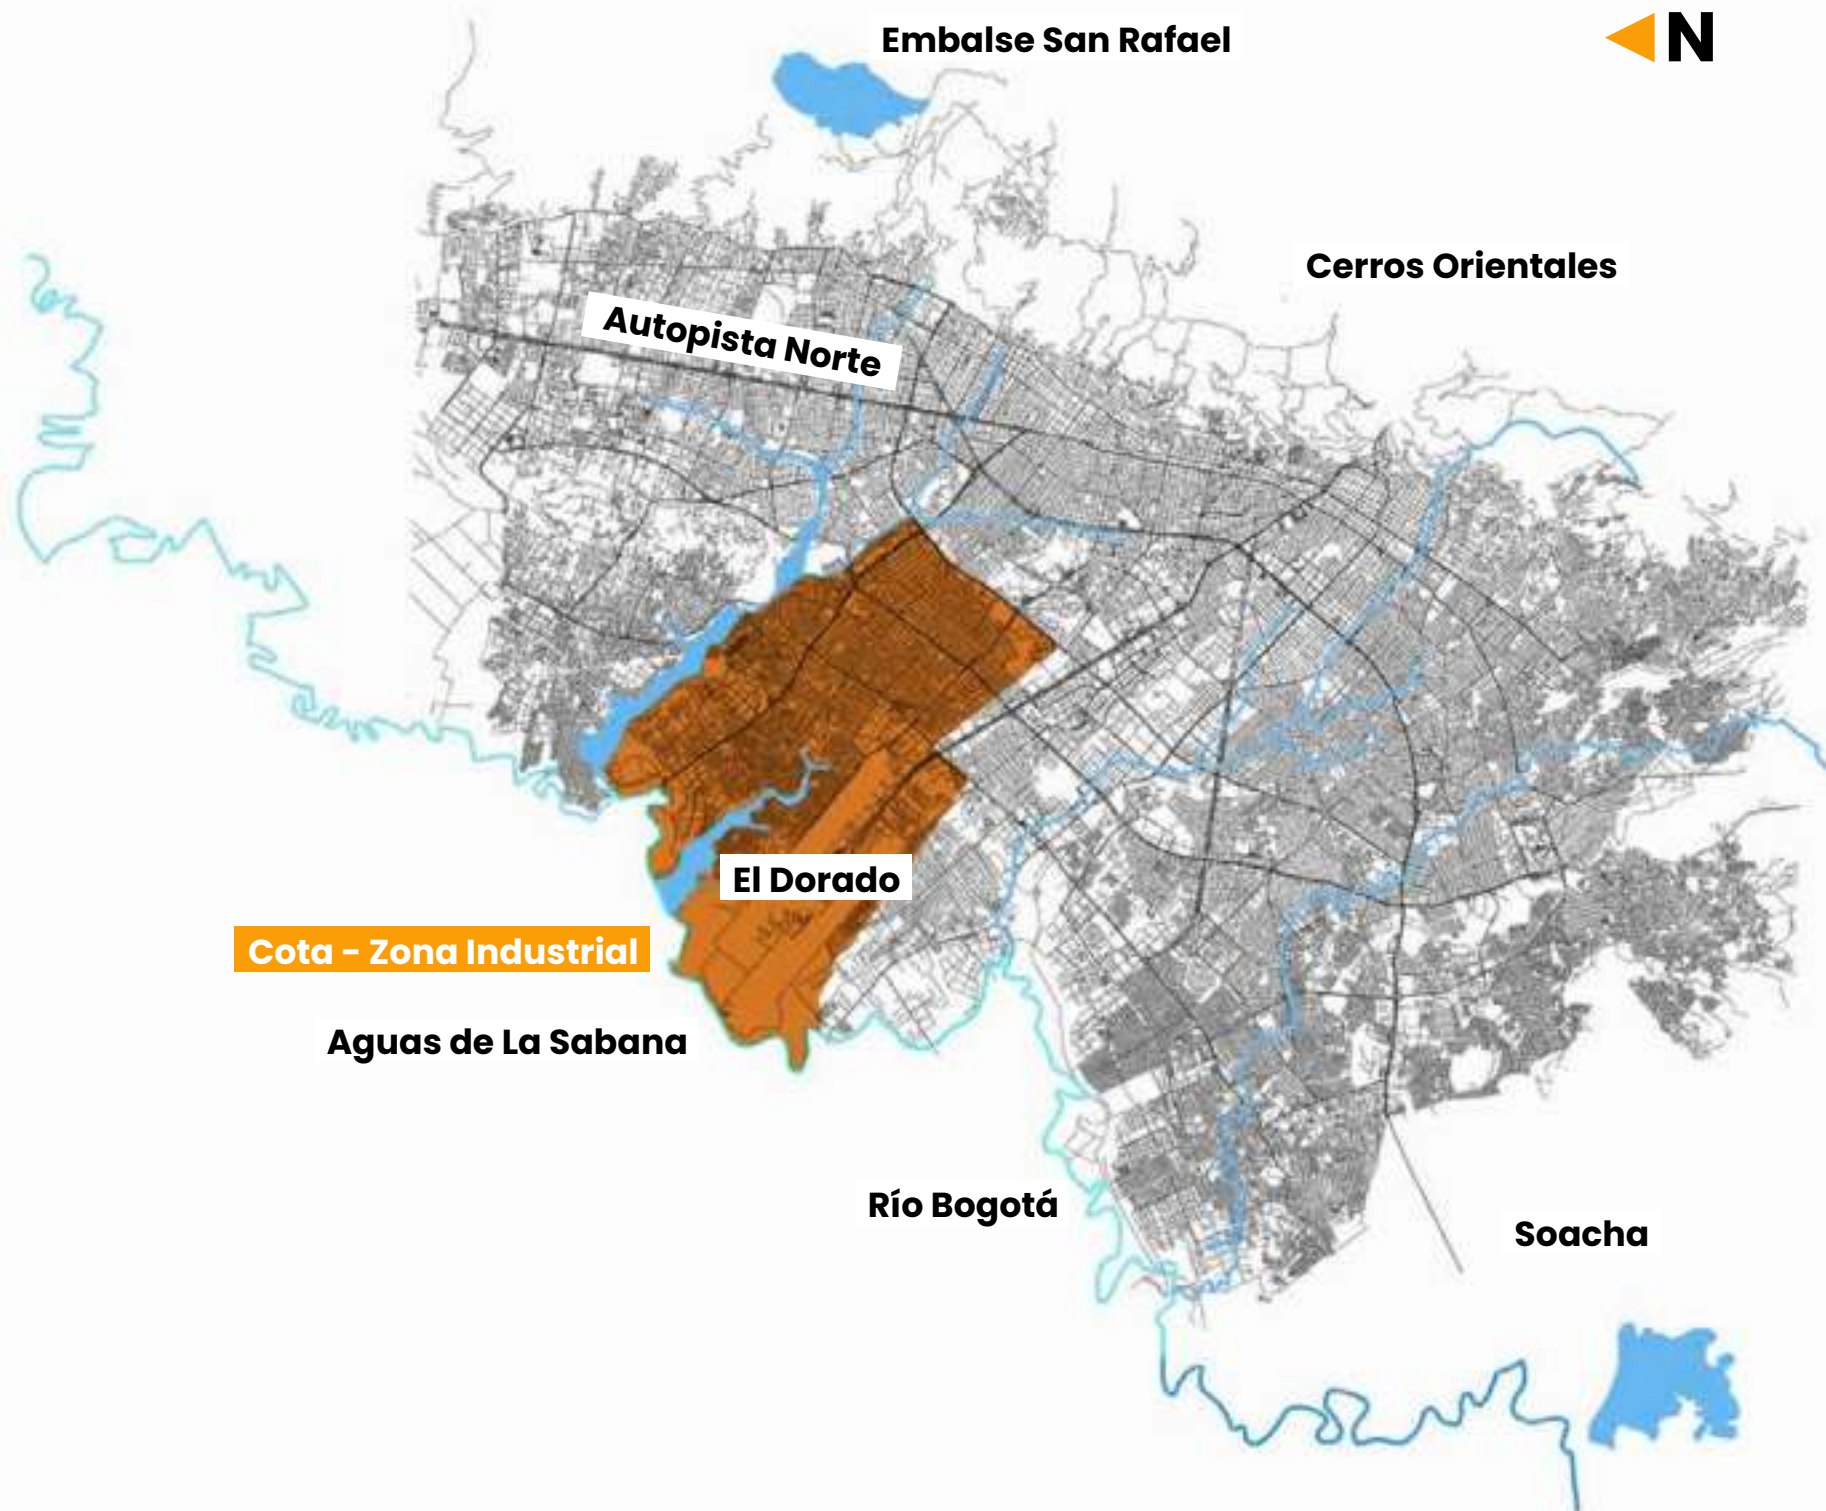 Embalse San Rafael
N
Cerros Orientales
Autopista Norte
El Dorado
Cota - Zona Industrial
Aguas de La Sabana
Río Bogotá
Soacha